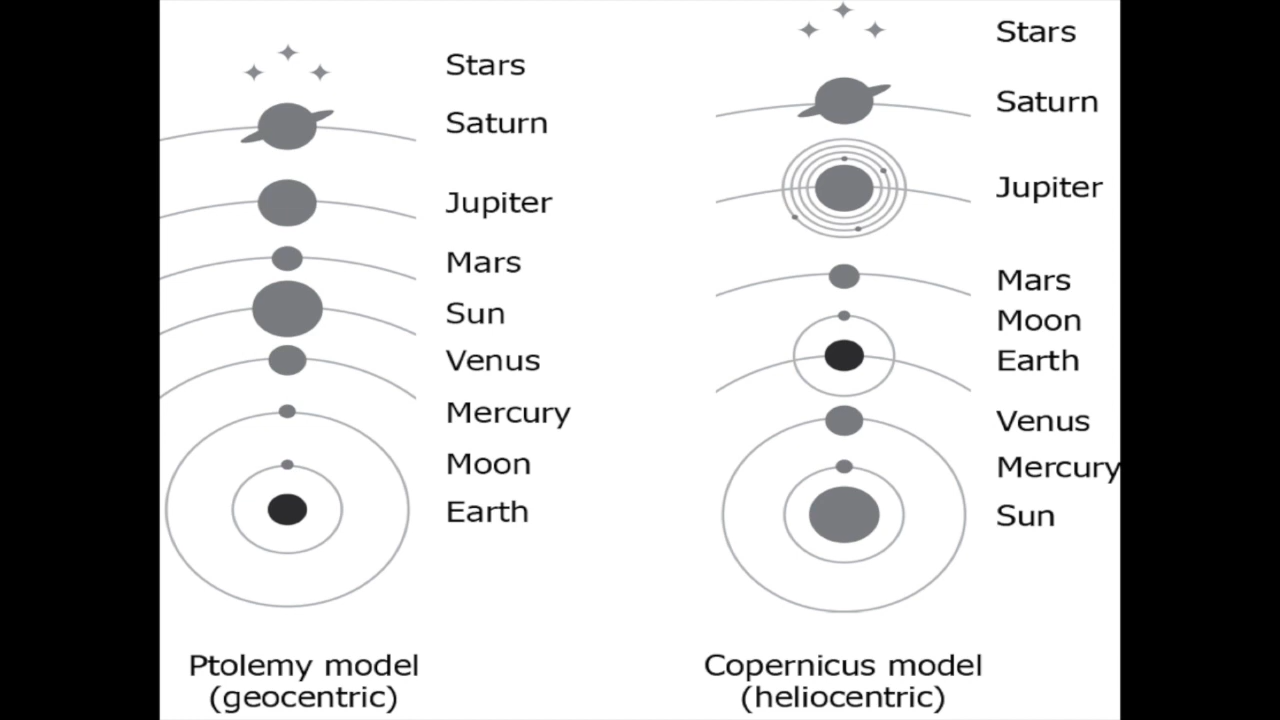 Stars
Saturn
Jupiter
Mars
Sun
Venus
Mercury
Moon
Earth
Ptolemy model
(geocentric)
Stars
Saturn
Jupiter
Mars
Moon
Earth
Venus
Mercury
Sun
Copernicus model
(heliocentric)